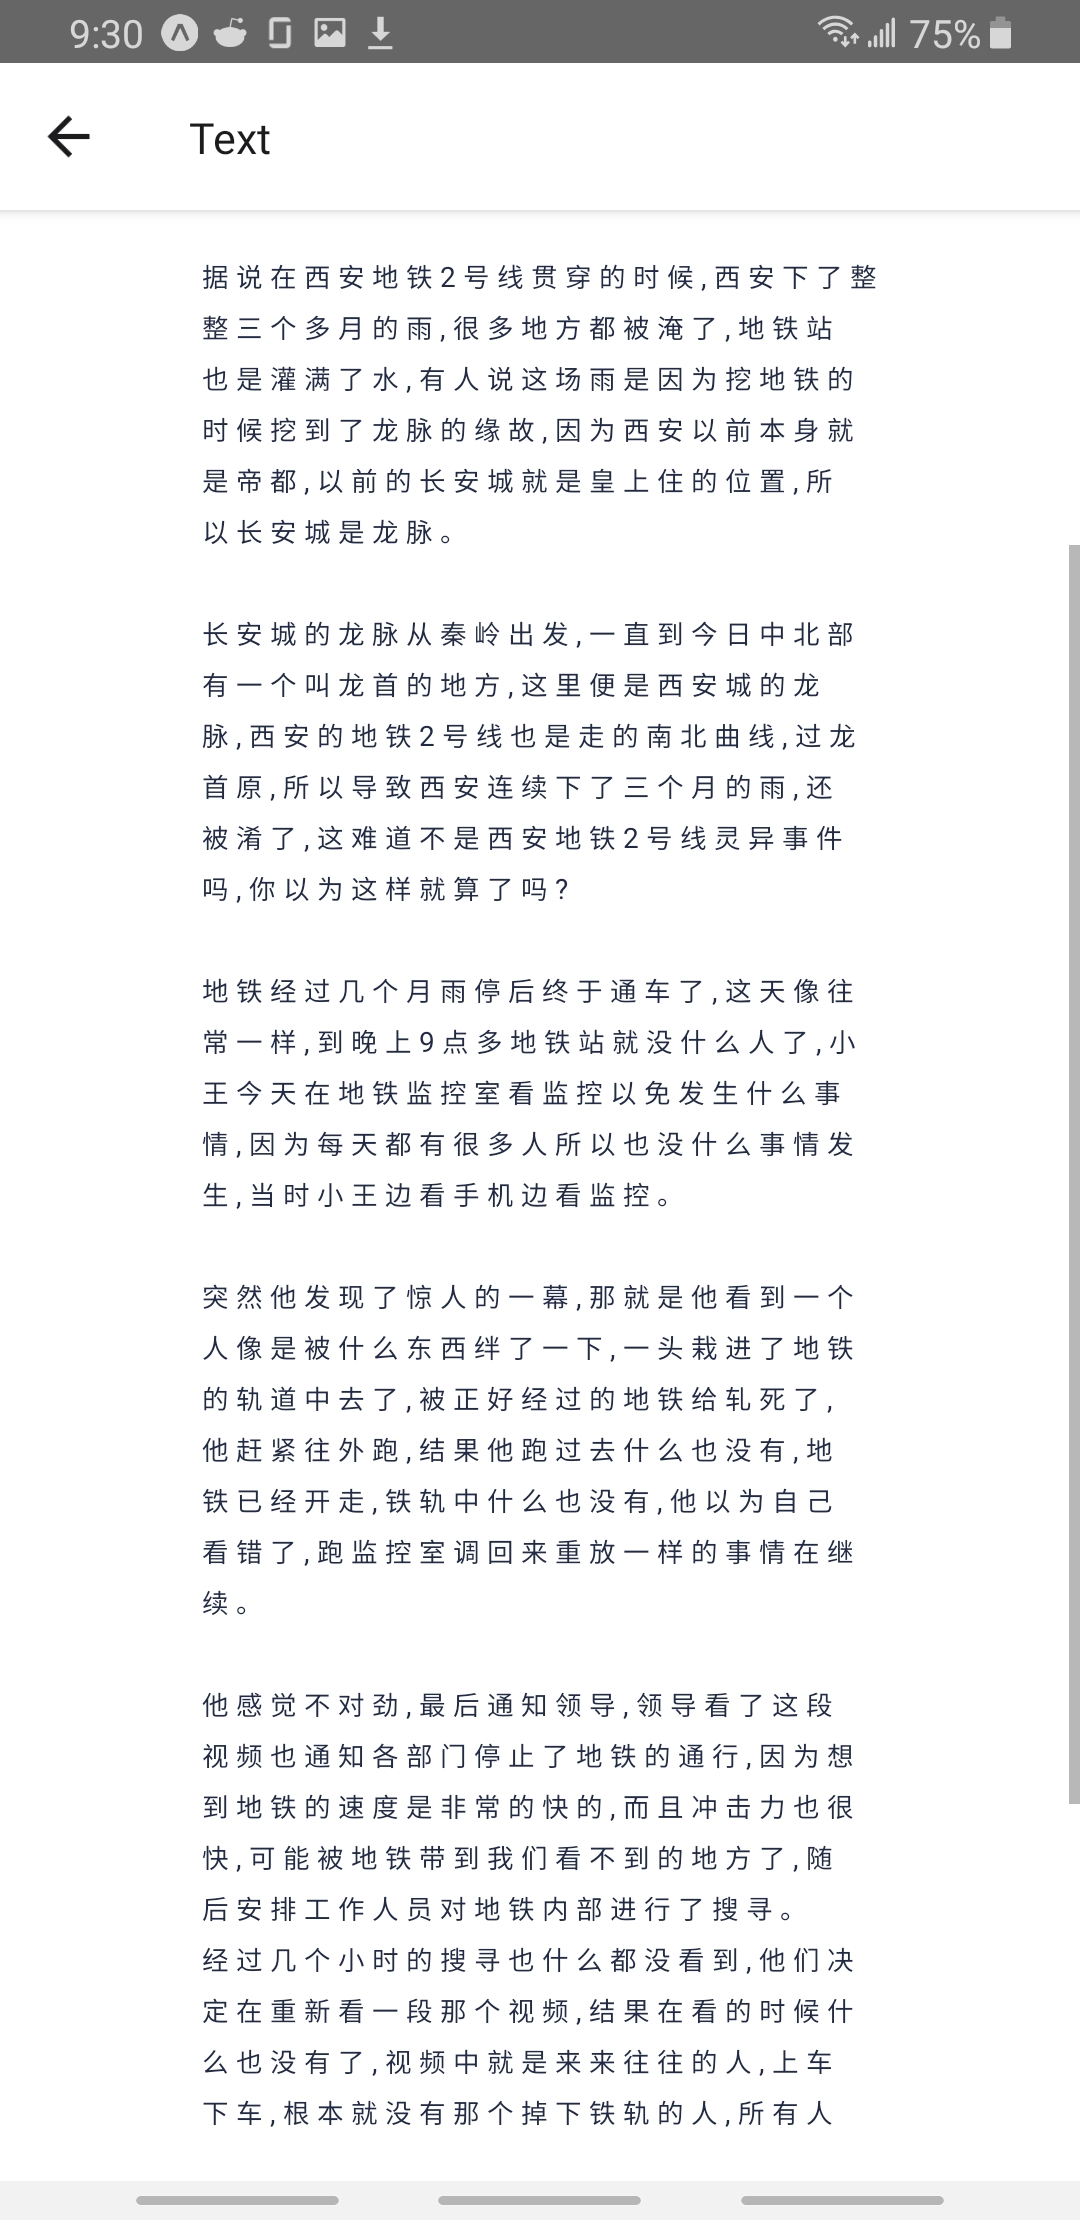 9:30
75%
Text
据说在西安地铁2号线贯穿的时候,西安下了整
整三个多月的雨,很多地方都被淹了,地铁站
也是灌满了水,有人说这场雨是因为挖地铁的
时候挖到了龙脉的缘故,因为西安以前本身就
是帝都,以前的长安城就是皇上住的位置,所
以长安城是龙脉。
长安城的龙脉从秦岭出发,一直到今日中北部
有一个叫龙首的地方,这里便是西安城的龙
脉,西安的地铁2号线也是走的南北曲线,过龙
首原,所以导致西安连续下了三个月的雨,还
被淆了,这难道不是西安地铁2号线灵异事件
吗,你以为这样就算了吗?
地铁经过几个月雨停后终于通车了,这天像往
常一样,到晚上9点多地铁站就没什么人了,小
王今天在地铁监控室看监控以免发生什么事
情,因为每天都有很多人所以也没什么事情发
生,当时小王边看手机边看监控。
突然他发现了惊人的一幕,那就是他看到一个
人像是被什么东西绊了一下,一头栽进了地铁
的轨道中去了,被正好经过的地铁给轧死了,
他赶紧往外跑,结果他跑过去什么也没有,地
铁已经开走,铁轨中什么也没有,他以为自己
看错了,跑监控室调回来重放一样的事情在继
续。
他感觉不对劲,最后通知领导,领导看了这段
视频也通知各部门停止了地铁的通行,因为想
到地铁的速度是非常的快的,而且冲击力也很
快,可能被地铁带到我们看不到的地方了,随
后安排工作人员对地铁内部进行了搜寻。
经过几个小时的搜寻也什么都没看到,他们决
定在重新看一段那个视频,结果在看的时候什
么也没有了,视频中就是来来往往的人,上车
下车,根本就没有那个掉下铁轨的人,所有人